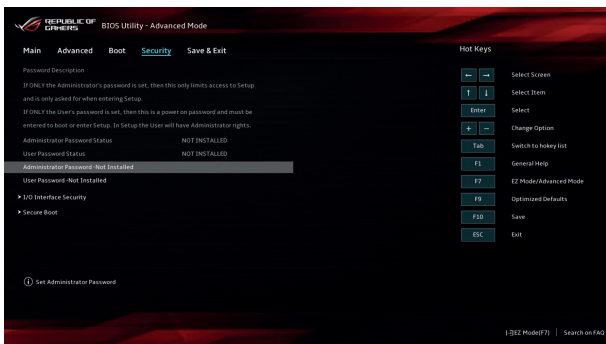 REPUBLIC OF
GAMERS
BIOS Utility - Advanced Mode
Main Advanced Boot Security Save & Exit
Hot Keys
Password Description
If ONLY the Administrator's password is set, then this only limits access to Setup
and is only asked for when entering Setup.
If ONLY the User's password is set, then this is a power on password and must be
entered to boot or enter Setup. In Setup the User will have Administrator rights.
Administrator Password Status NOT INSTALLED
User Password Status NOT INSTALLED
Administrator Password -Not Installed
User Password -Not Installed
I/O Interface Security
Secure Boot
← → Select Screen
↑ ↓ Select Item
Enter Select
+ − Change Option
Tab Switch to hokey list
F1 General Help
F7 EZ Mode/Advanced Mode
F9 Optimized Defaults
F10 Save
ESC Exit
Set Administrator Password
EZ Mode(F7) | Search on FAQ